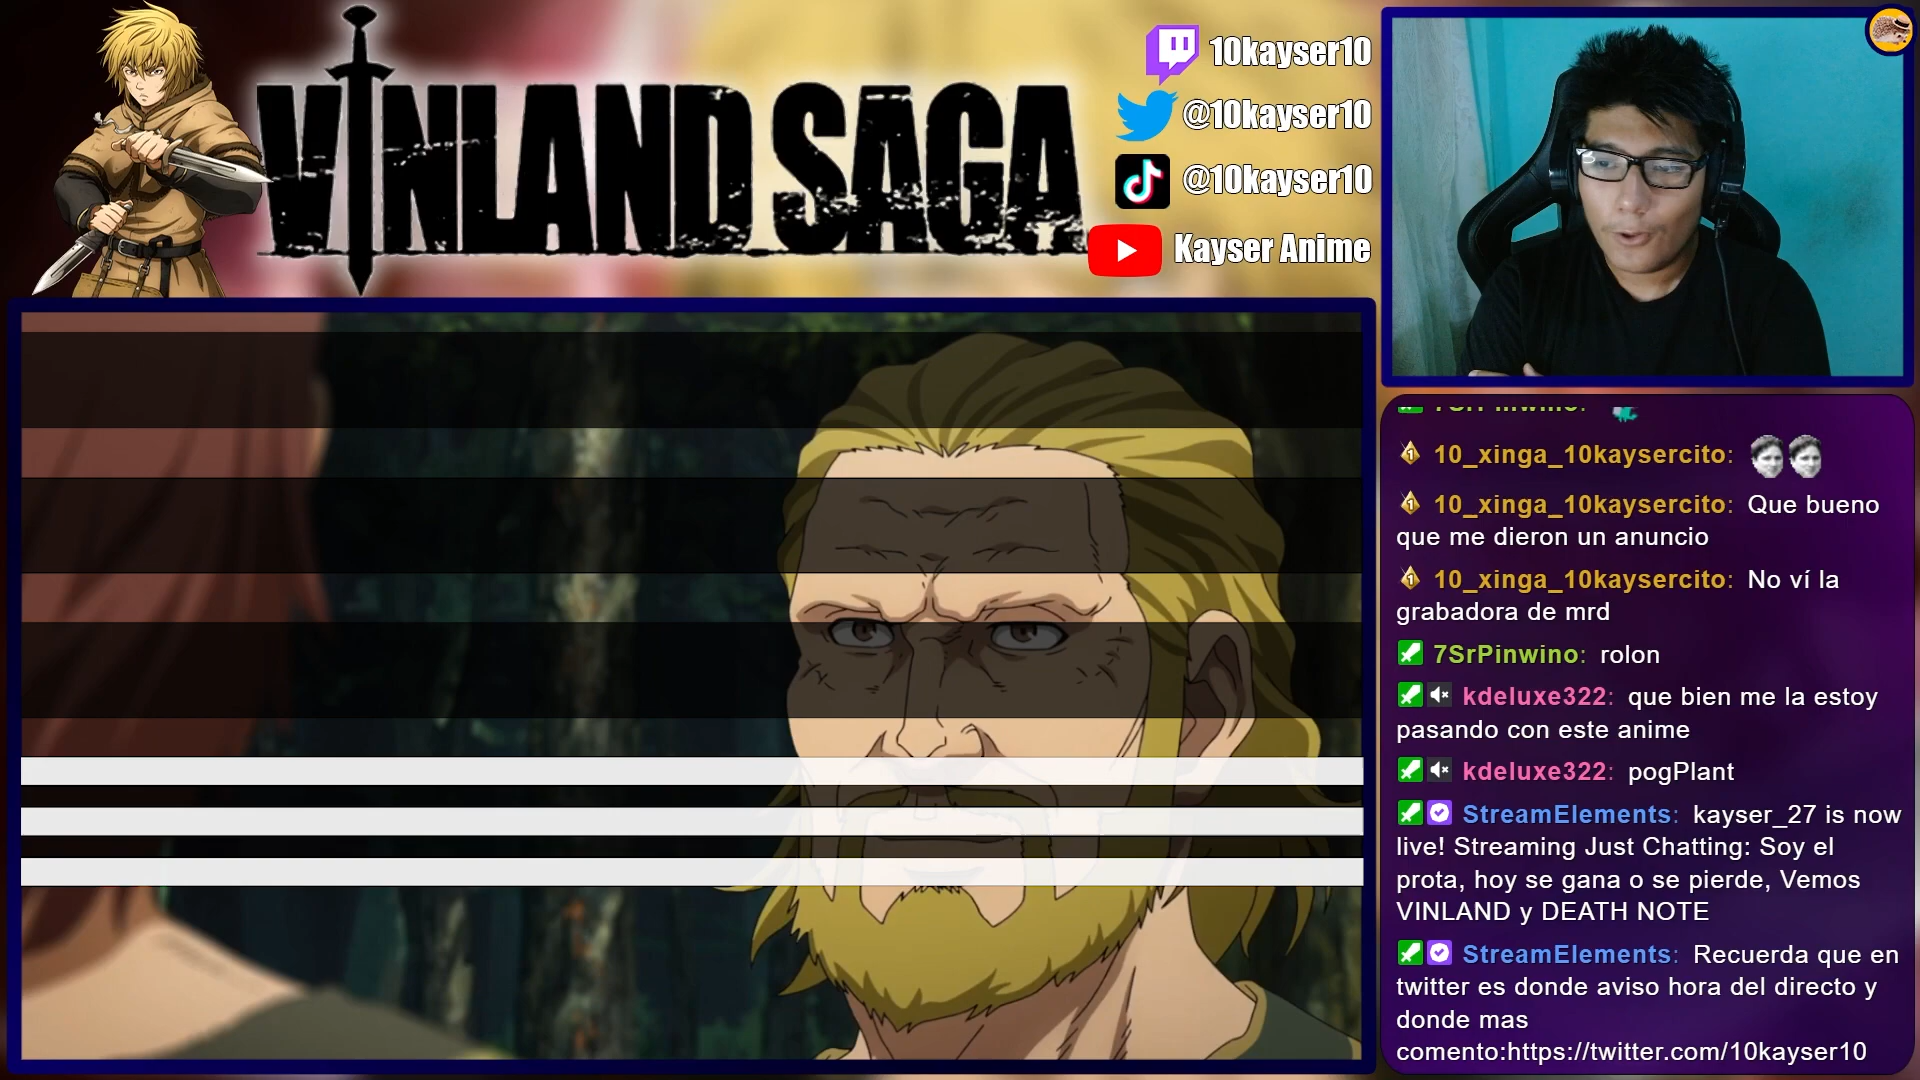 VINLAND SAGA
10kayser10
@10kayser10
@10kayser10
Kayser Anime
7SrPinwino:
10_xinga_10kaysercito:
10_xinga_10kaysercito: Que bueno
que me dieron un anuncio
10_xinga_10kaysercito: No ví la
grabadora de mrd
7SrPinwino: rolon
kdeluxe322: que bien me la estoy
pasando con este anime
kdeluxe322: pogPlant
StreamElements: kayser_27 is now
live! Streaming Just Chatting: Soy el
prota, hoy se gana o se pierde, Vemos
VINLAND y DEATH NOTE
StreamElements: Recuerda que en
twitter es donde aviso hora del directo y
donde mas
comento:https://twitter.com/10kayser10